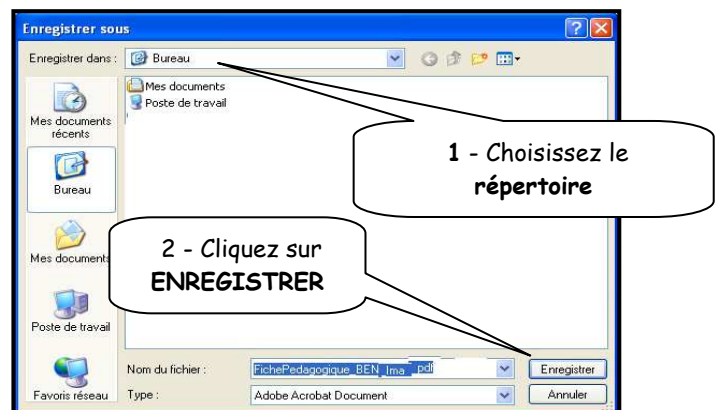 Enregistrer sous
Enregistrer dans :
Bureau
Mes documents
Poste de travail
Mes documents
récents
Bureau
Mes documents
Poste de travail
Favoris réseau
1 - Choisissez le
répertoire
2 - Cliquez sur
ENREGISTRER
Nom du fichier :
FichePedagogique_BEN_Ima .pdf
Enregistrer
Type :
Adobe Acrobat Document
Annuler